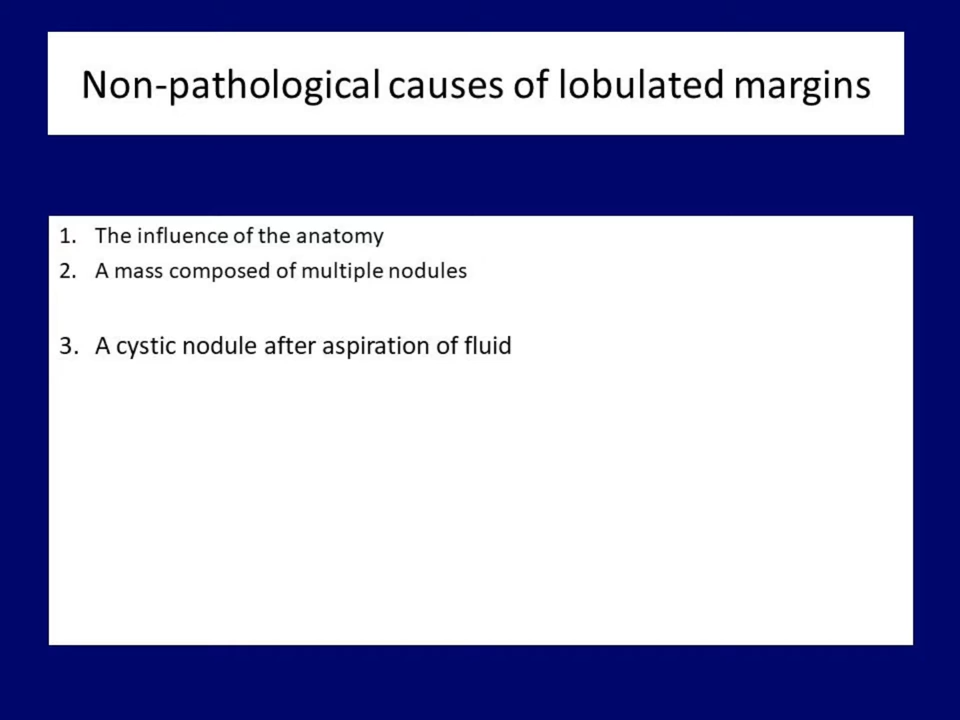 Non-pathological causes of lobulated margins
1. The influence of the anatomy
2. A mass composed of multiple nodules
3. A cystic nodule after aspiration of fluid